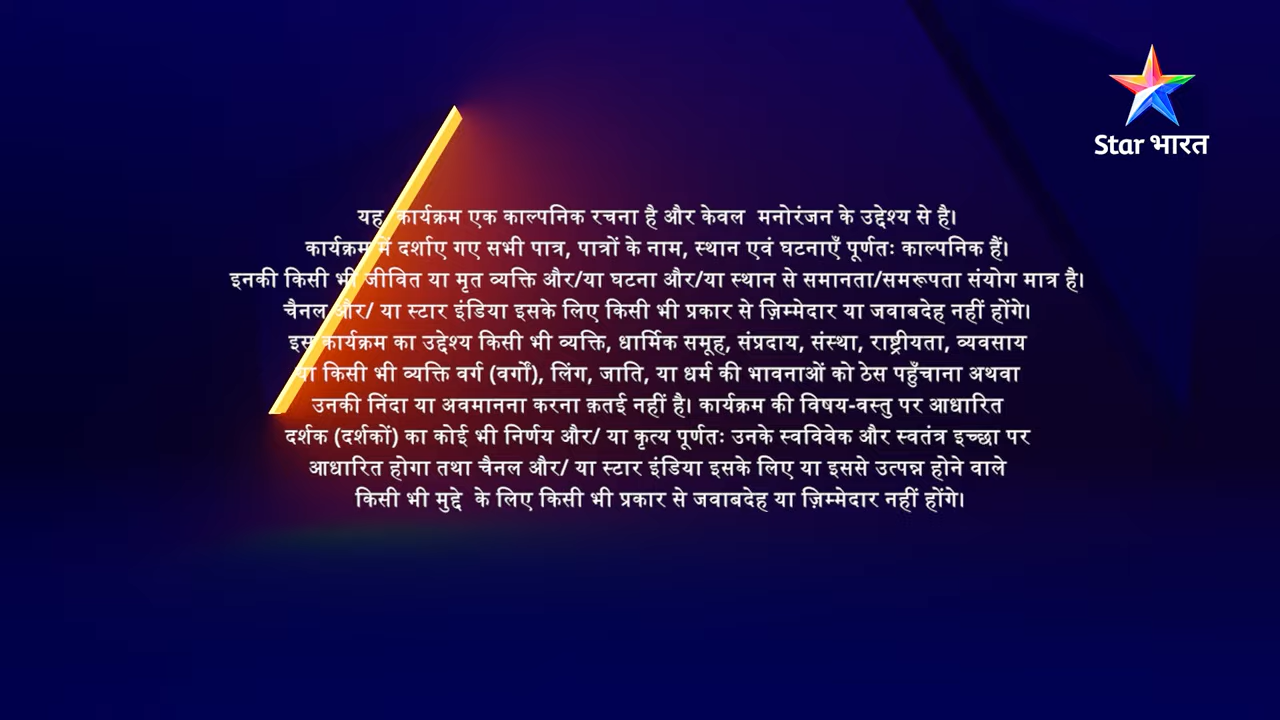 Star भारत
यह कार्यक्रम एक काल्पनिक रचना है और केवल मनोरंजन के उद्देश्य से है।
कार्यक्रम में दर्शाए गए सभी पात्र, पात्रों के नाम, स्थान एवं घटनाएँ पूर्णतः काल्पनिक हैं।
इनकी किसी भी जीवित या मृत व्यक्ति और/या घटना और/या स्थान से समानता/समरूपता संयोग मात्र है।
चैनल और/ या स्टार इंडिया इसके लिए किसी भी प्रकार से ज़िम्मेदार या जवाबदेह नहीं होंगे।
इस कार्यक्रम का उद्देश्य किसी भी व्यक्ति, धार्मिक समूह, संप्रदाय, संस्था, राष्ट्रीयता, व्यवसाय
या किसी भी व्यक्ति वर्ग (वर्गों), लिंग, जाति, या धर्म की भावनाओं को ठेस पहुँचाना अथवा
उनकी निंदा या अवमानना करना क़तई नहीं है। कार्यक्रम की विषय-वस्तु पर आधारित
दर्शक (दर्शकों) का कोई भी निर्णय और/ या कृत्य पूर्णतः उनके स्वविवेक और स्वतंत्र इच्छा पर
आधारित होगा तथा चैनल और/ या स्टार इंडिया इसके लिए या इससे उत्पन्न होने वाले
किसी भी मुद्दे के लिए किसी भी प्रकार से जवाबदेह या ज़िम्मेदार नहीं होंगे।